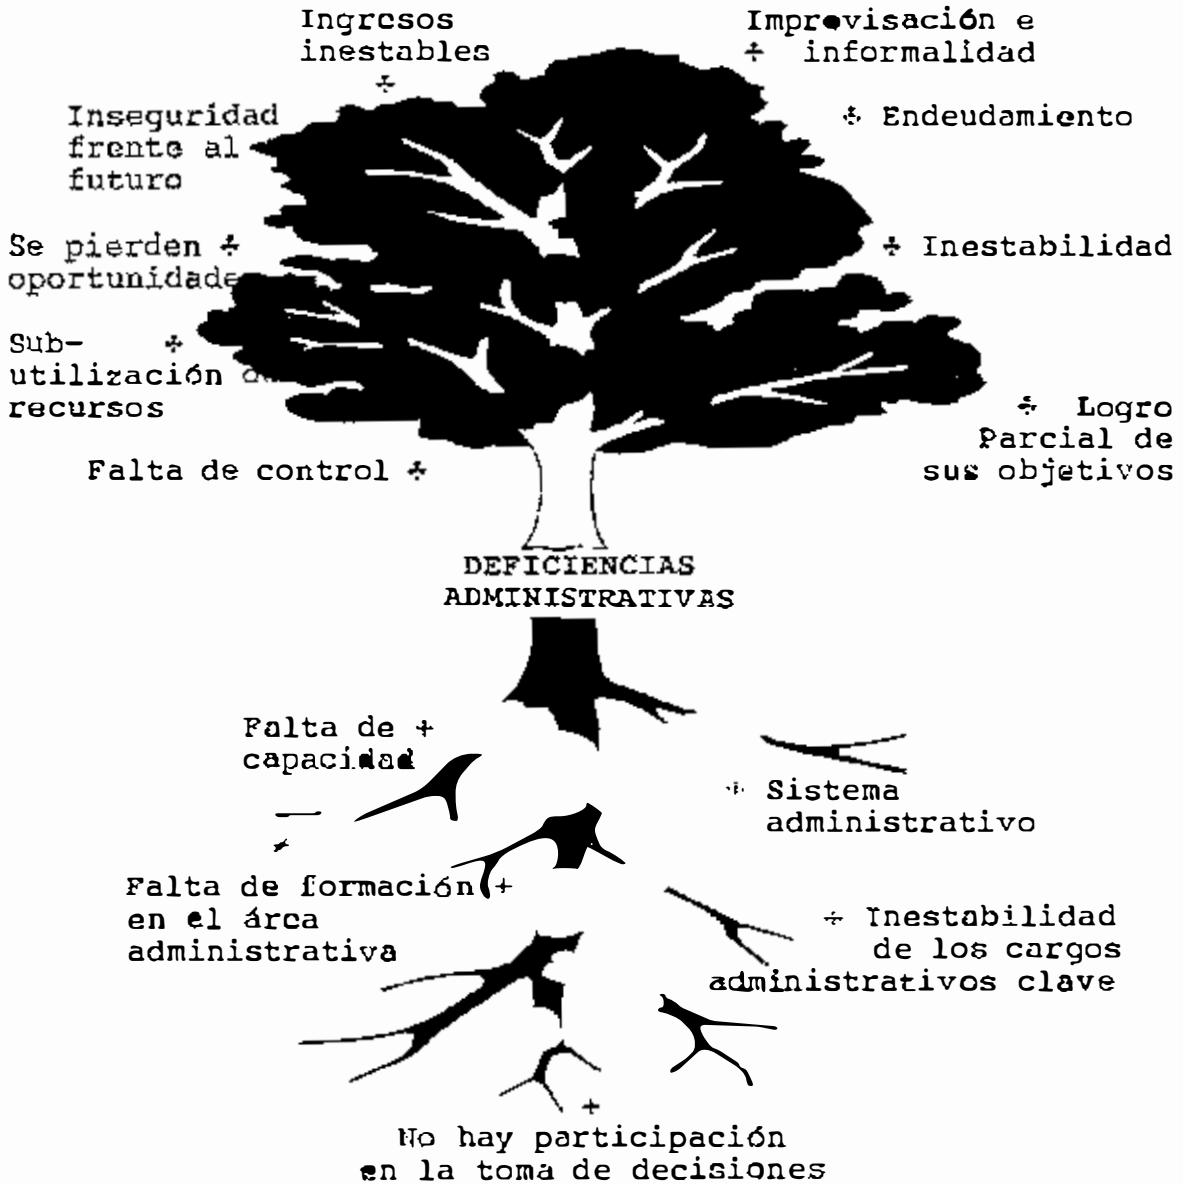 Ingresos
inestables
Improvisación e
informalidad
Inseguridad
frente al
futuro
Endeudamiento
Se pierden
oportunidade
Inestabilidad
Sub-
utilización
recursos
Logro
Parcial de
sus objetivos
Falta de control
DEFICIENCIAS
ADMINISTRATIVAS
Falta de
capacidad
Sistema
administrativo
Falta de formación
en el área
administrativa
Inestabilidad
de los cargos
administrativos clave
No hay participación
en la toma de decisiones